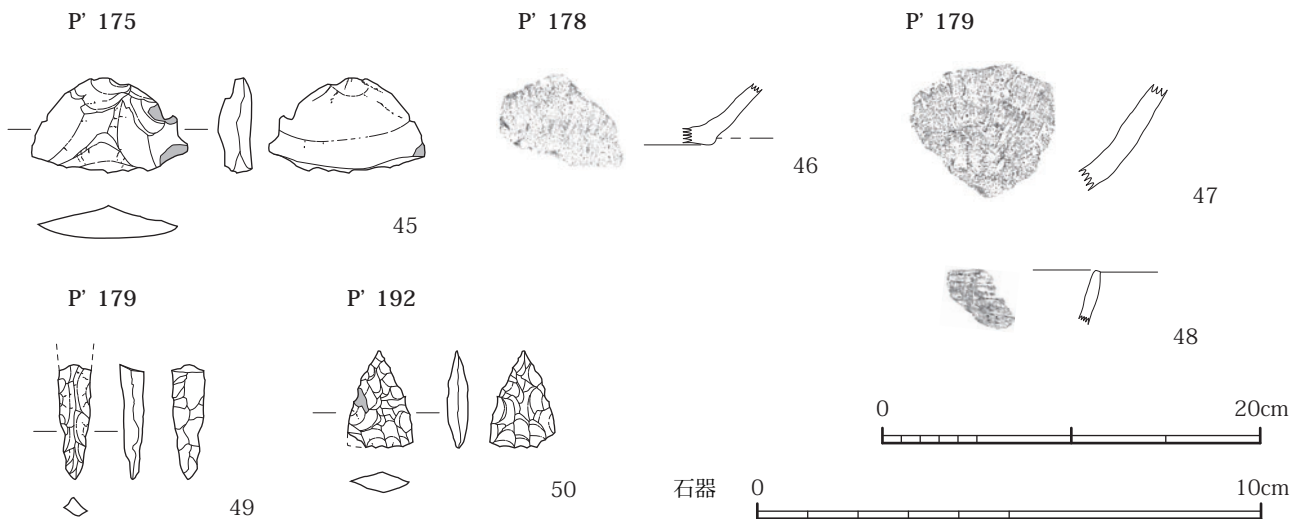 P' 175
P' 178
P' 179
45
46
47
48
P' 179
P' 192
49
50
0 20cm
石器 0 10cm